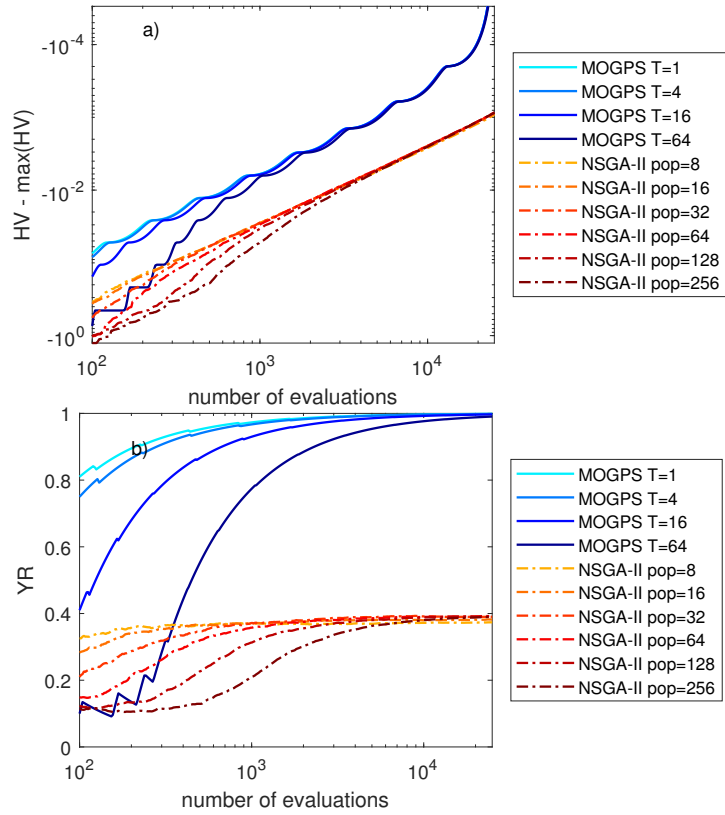 a)
-10^-4
-10^-2
-10^0
HV - max(HV)
10^2
10^3
10^4
number of evaluations
MOGPS T=1
MOGPS T=4
MOGPS T=16
MOGPS T=64
NSGA-II pop=8
NSGA-II pop=16
NSGA-II pop=32
NSGA-II pop=64
NSGA-II pop=128
NSGA-II pop=256
b)
1
0.8
0.6
0.4
0.2
0
YR
10^2
10^3
10^4
number of evaluations
MOGPS T=1
MOGPS T=4
MOGPS T=16
MOGPS T=64
NSGA-II pop=8
NSGA-II pop=16
NSGA-II pop=32
NSGA-II pop=64
NSGA-II pop=128
NSGA-II pop=256